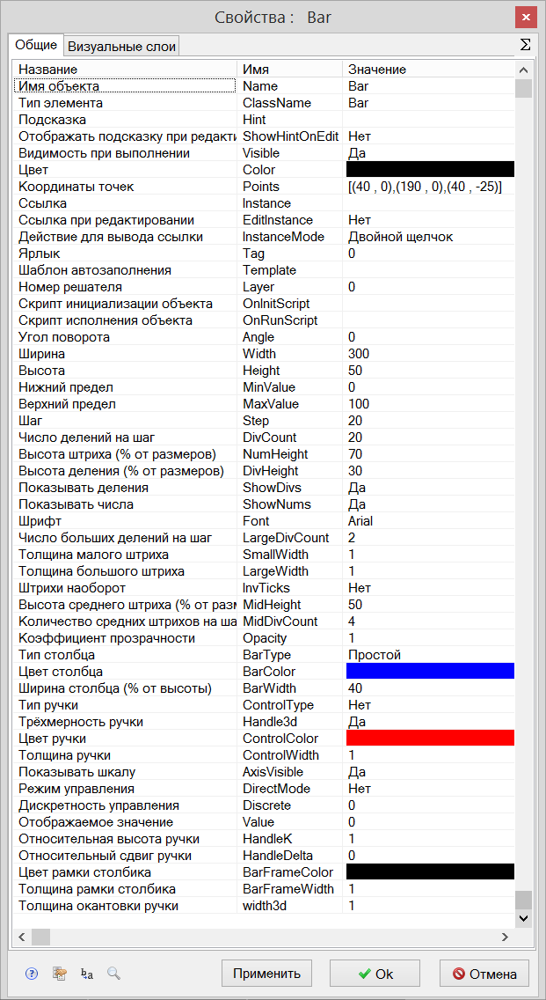 Свойства : Bar
Общие Визуальные слои Σ
Название Имя Значение
Имя объекта Name Bar
Тип элемента ClassName Bar
Подсказка Hint
Отображать подсказку при редакти ShowHintOnEdit Нет
Видимость при выполнении Visible Да
Цвет Color
Координаты точек Points [(40 , 0),(190 , 0),(40 , -25)]
Ссылка Instance
Ссылка при редактировании EditInstance Нет
Действие для вывода ссылки InstanceMode Двойной щелчок
Ярлык Tag 0
Шаблон автозаполнения Template
Номер решателя Layer 0
Скрипт инициализации объекта OnInitScript
Скрипт исполнения объекта OnRunScript
Угол поворота Angle 0
Ширина Width 300
Высота Height 50
Нижний предел MinValue 0
Верхний предел MaxValue 100
Шаг Step 20
Число делений на шаг DivCount 20
Высота штриха (% от размеров) NumHeight 70
Высота деления (% от размеров) DivHeight 30
Показывать деления ShowDivs Да
Показывать числа ShowNums Да
Шрифт Font Arial
Число больших делений на шаг LargeDivCount 2
Толщина малого штриха SmallWidth 1
Толщина большого штриха LargeWidth 1
Штрихи наоборот InvTicks Нет
Высота среднего штриха (% от разм MidHeight 50
Количество средних штрихов на ша MidDivCount 4
Коэффициент прозрачности Opacity 1
Тип столбца BarType Простой
Цвет столбца BarColor
Ширина столбца (% от высоты) BarWidth 40
Тип ручки ControlType Нет
Трёхмерность ручки Handle3d Да
Цвет ручки ControlColor
Толщина ручки ControlWidth 1
Показывать шкалу AxisVisible Да
Режим управления DirectMode Нет
Дискретность управления Discrete 0
Отображаемое значение Value 0
Относительная высота ручки HandleK 1
Относительный сдвиг ручки HandleDelta 0
Цвет рамки столбика BarFrameColor
Толщина рамки столбика BarFrameWidth 1
Толщина окантовки ручки width3d 1
? b a Применить Ok Отмена